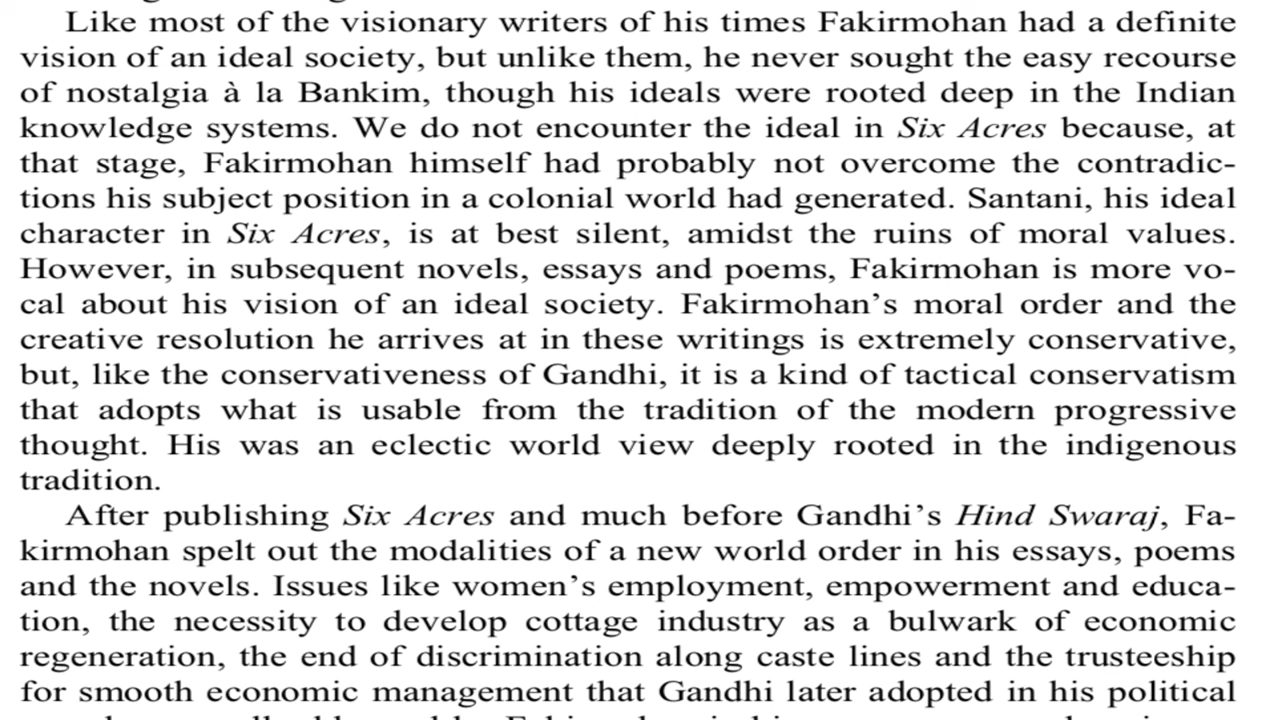 Like most of the visionary writers of his times Fakirmohan had a definite
vision of an ideal society, but unlike them, he never sought the easy recourse
of nostalgia à la Bankim, though his ideals were rooted deep in the Indian
knowledge systems. We do not encounter the ideal in Six Acres because, at
that stage, Fakirmohan himself had probably not overcome the contradic-
tions his subject position in a colonial world had generated. Santani, his ideal
character in Six Acres, is at best silent, amidst the ruins of moral values.
However, in subsequent novels, essays and poems, Fakirmohan is more vo-
cal about his vision of an ideal society. Fakirmohan's moral order and the
creative resolution he arrives at in these writings is extremely conservative,
but, like the conservativeness of Gandhi, it is a kind of tactical conservatism
that adopts what is usable from the tradition of the modern progressive
thought. His was an eclectic world view deeply rooted in the indigenous
tradition.
After publishing Six Acres and much before Gandhi's Hind Swaraj, Fa-
kirmohan spelt out the modalities of a new world order in his essays, poems
and the novels. Issues like women's employment, empowerment and educa-
tion, the necessity to develop cottage industry as a bulwark of economic
regeneration, the end of discrimination along caste lines and the trusteeship
for smooth economic management that Gandhi later adopted in his political